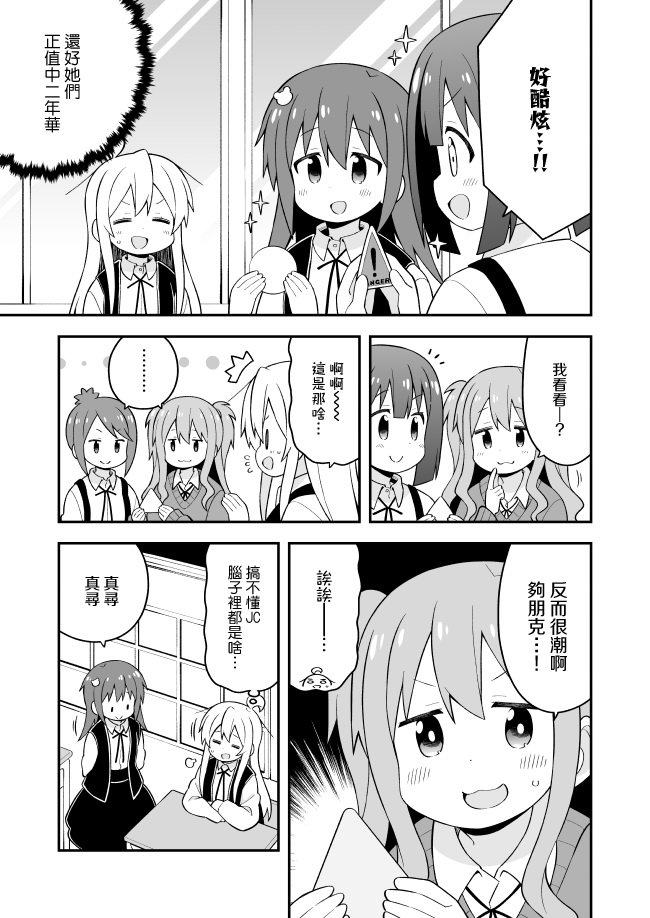 好酷炫…!!
還好她們
正值中二年華
!
NGER
我看看—?
啊啊~~~
這是那啥…
………
反而很潮啊
夠朋克…!
誒誒——!…
搞不懂JC
腦子裡都是啥…
真尋
真尋